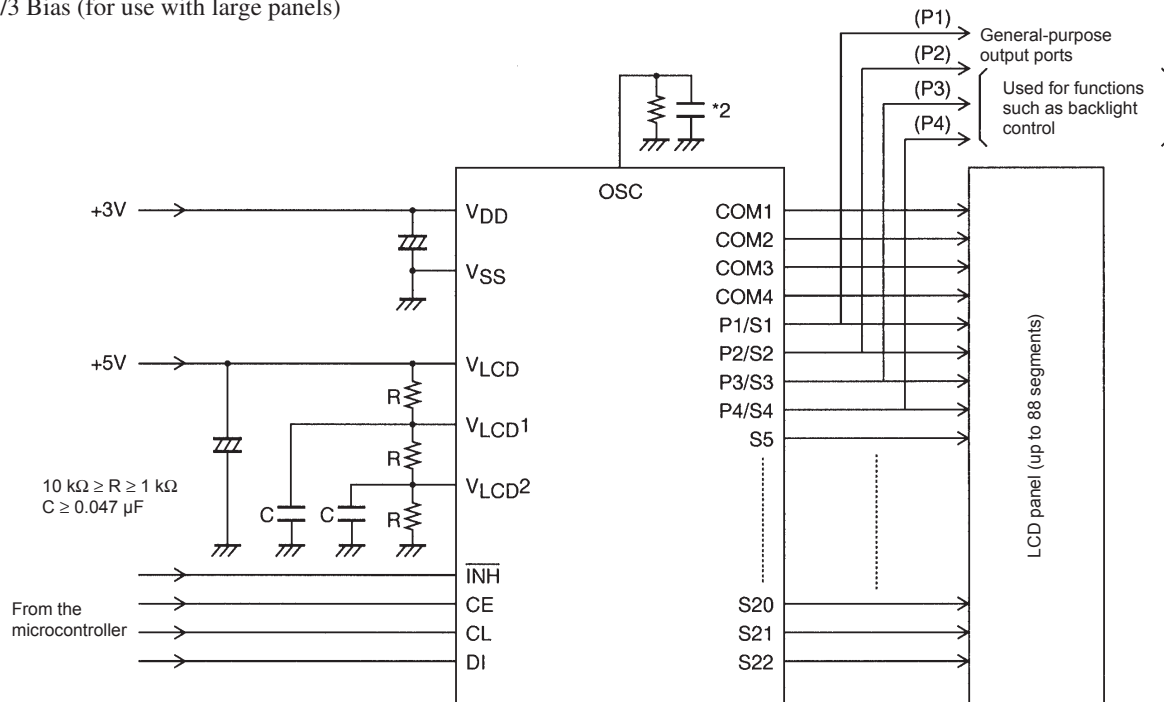 /3 Bias (for use with large panels)
(P1)
(P2)
(P3)
(P4)
General-purpose
output ports
Used for functions
such as backlight
control
*2
OSC
+3V
VDD
VSS
+5V
VLCD
R
VLCD1
R
VLCD2
R
C
C
10 kΩ ≥ R ≥ 1 kΩ
C ≥ 0.047 µF
INH
CE
CL
DI
From the
microcontroller
COM1
COM2
COM3
COM4
P1/S1
P2/S2
P3/S3
P4/S4
S5
S20
S21
S22
LCD panel (up to 88 segments)